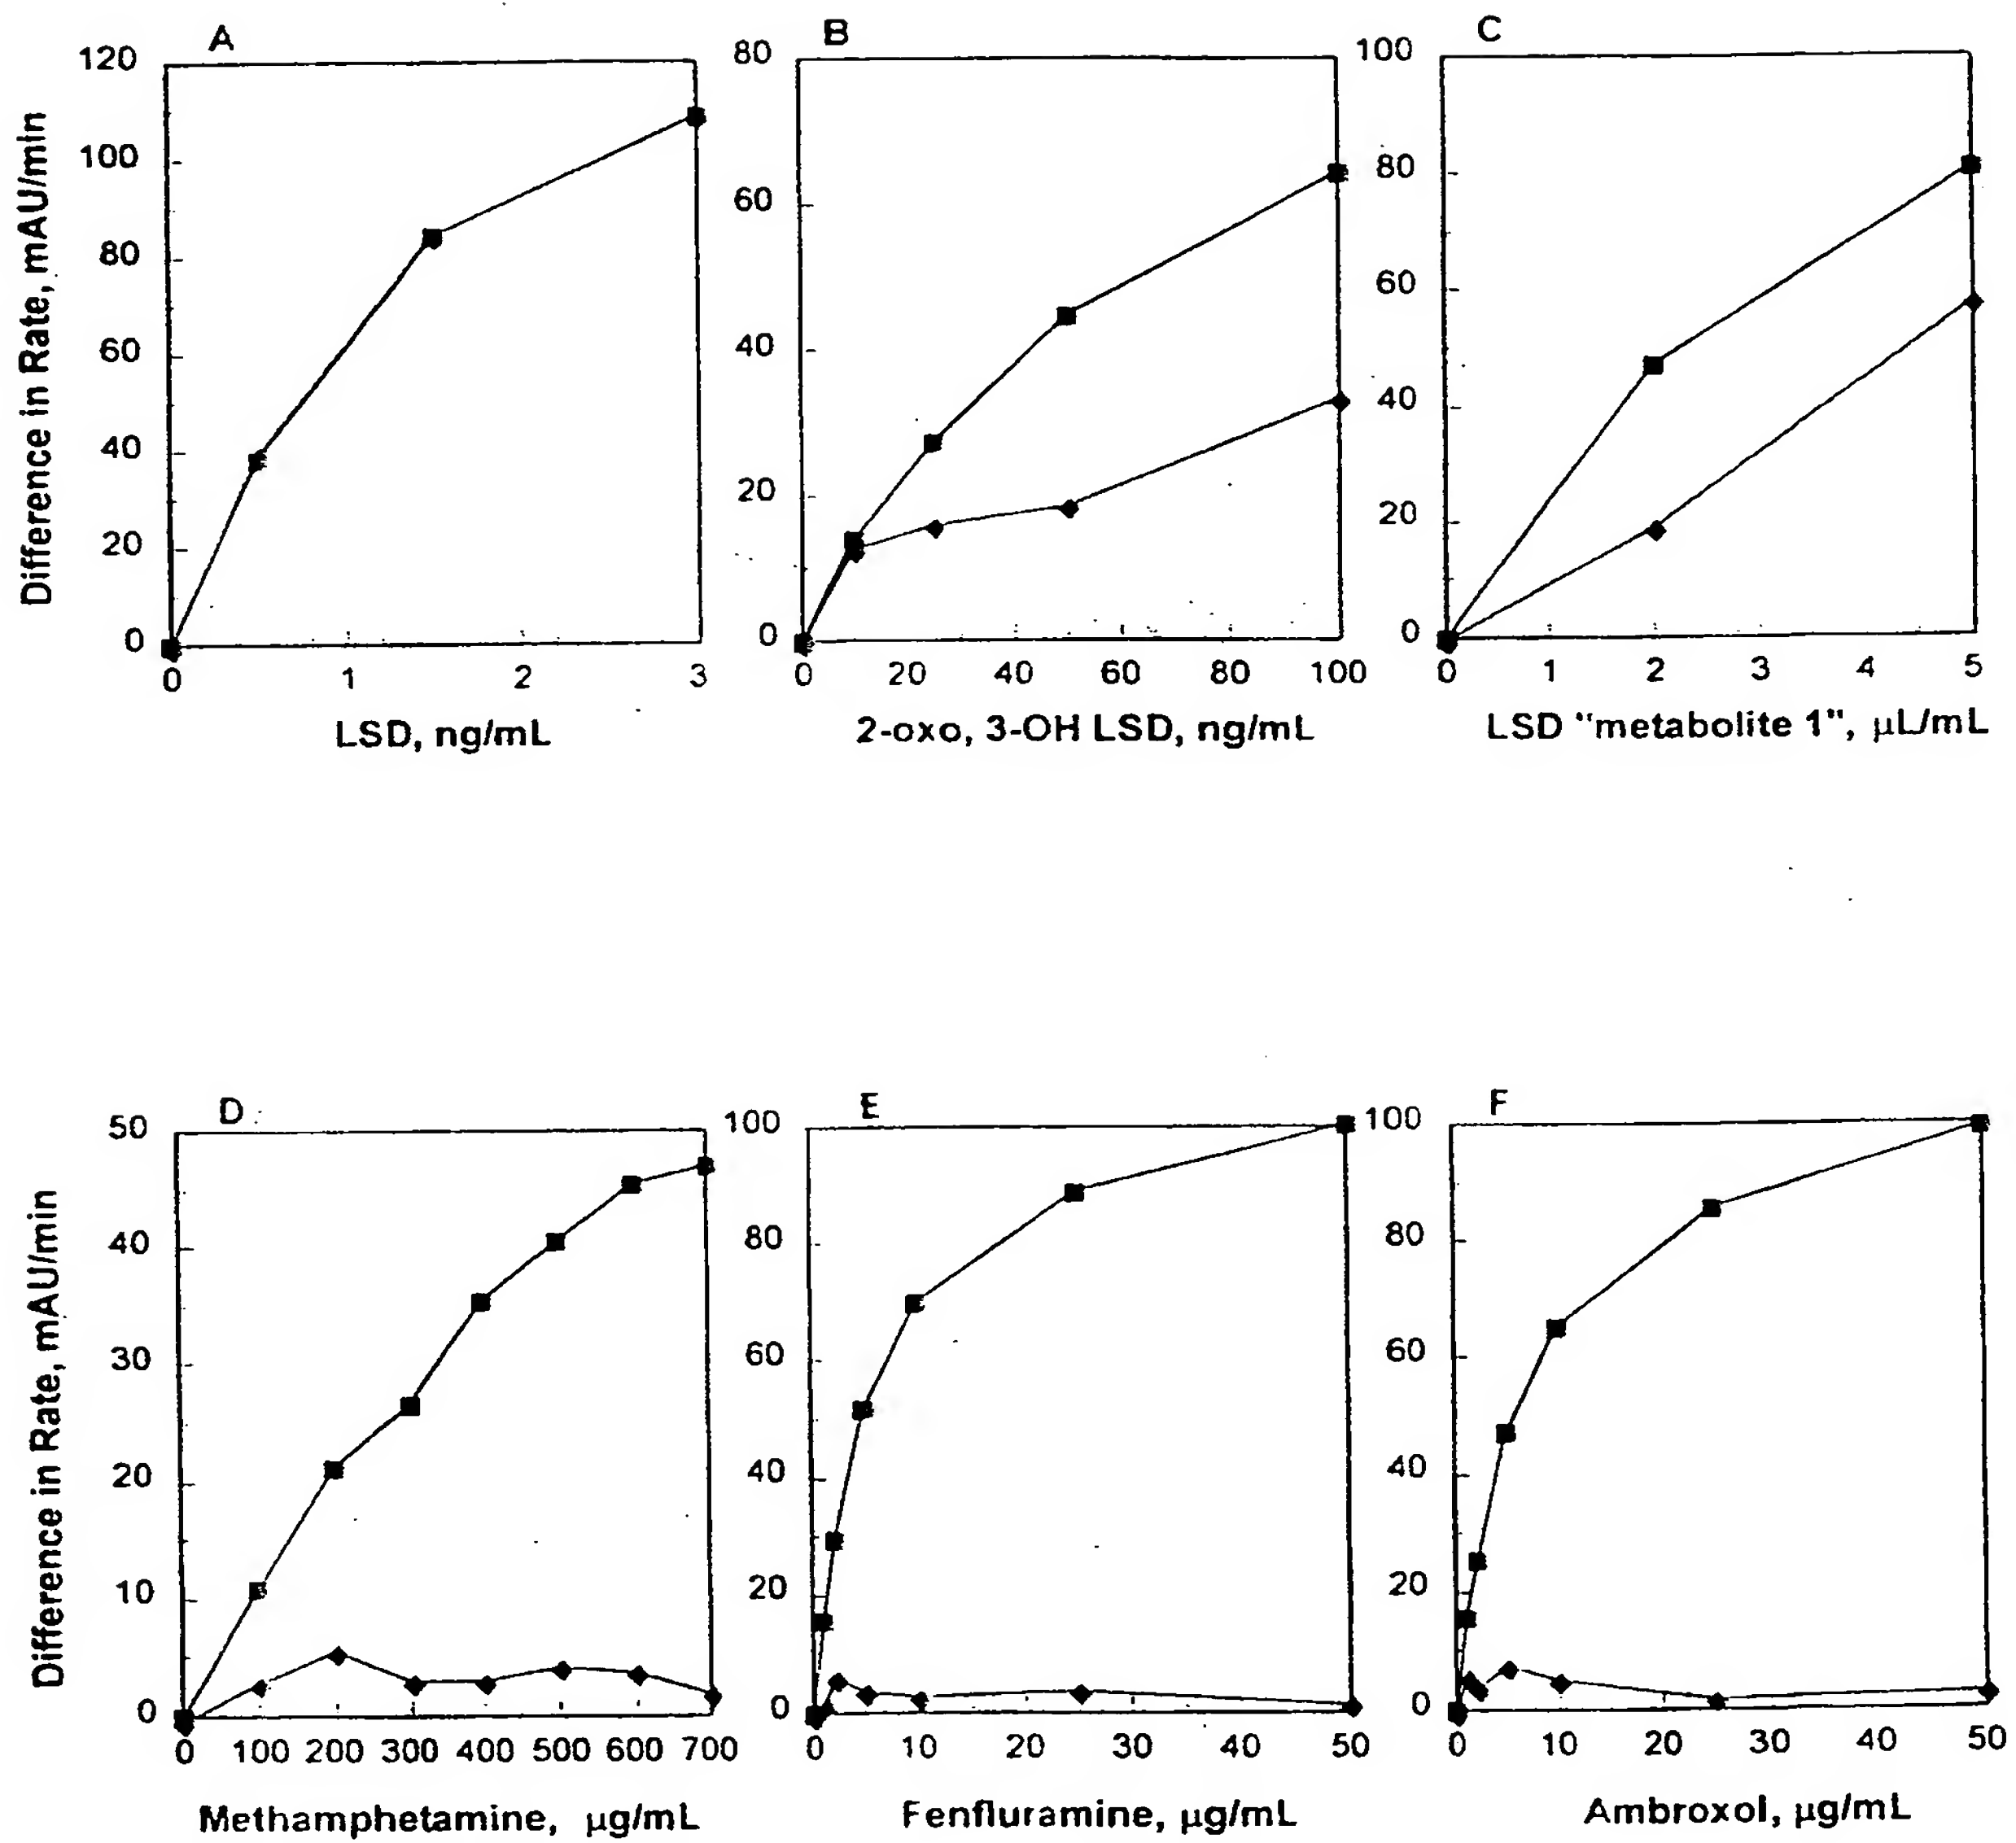 A
B
C
120
100
80
60
40
20
0
0 1 2 3
LSD, ng/mL
Difference in Rate, mAU/min
80
60
40
20
0
0 20 40 60 80 100
2-oxo, 3-OH LSD, ng/mL
100
80
60
40
20
0
0 1 2 3 4 5
LSD "metabolite 1", µL/mL
D
E
F
50
40
30
20
10
0
0 100 200 300 400 500 600 700
Methamphetamine, µg/mL
Difference in Rate, mAU/min
100
80
60
40
20
0
0 10 20 30 40 50
Fenfluramine, µg/mL
100
80
60
40
20
0
0 10 20 30 40 50
Ambroxol, µg/mL